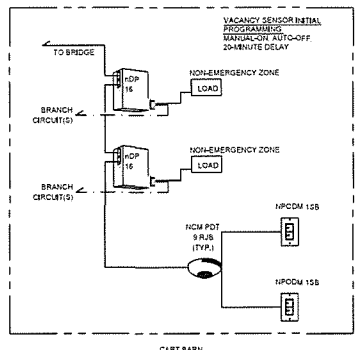 VACANCY SENSOR INITIAL
PROGRAMMING
MANUAL-ON, AUTO-OFF
20-MINUTE DELAY
TO BRIDGE
nDP
16
NON-EMERGENCY ZONE
LOAD
BRANCH
CIRCUIT(S)
nDP
16
NON-EMERGENCY ZONE
LOAD
BRANCH
CIRCUIT(S)
NCM PDT
9 RJB
(TYP.)
NPODM 1SB
NPODM 1SB
CART BARN